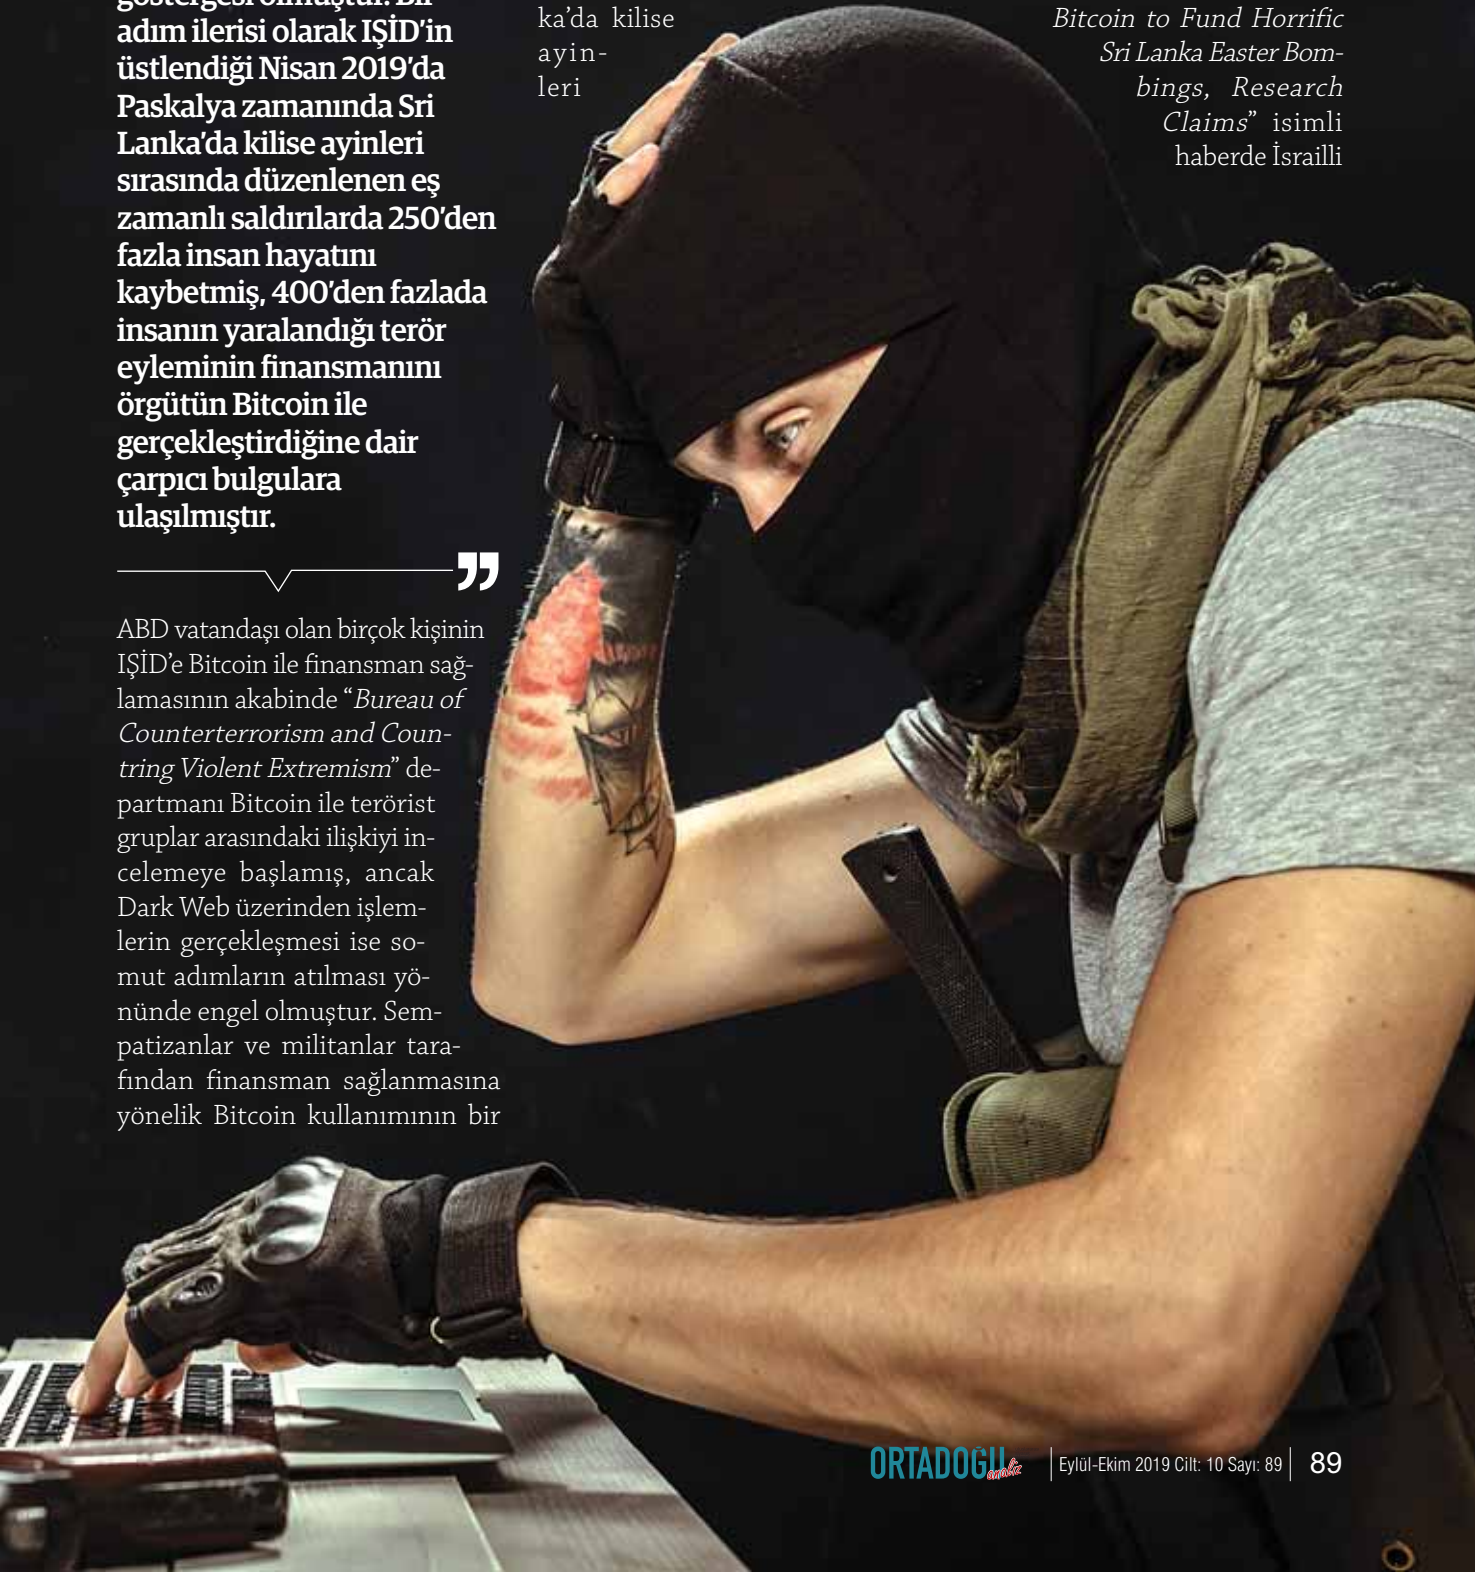 göstergesi olmuştur. Bir
adım ilerisi olarak IŞİD'in
üstlendiği Nisan 2019'da
Paskalya zamanında Sri
Lanka'da kilise ayinleri
sırasında düzenlenen eş
zamanlı saldırılarda 250'den
fazla insan hayatını
kaybetmiş, 400'den fazlada
insanın yaralandığı terör
eyleminin finansmanını
örgütün Bitcoin ile
gerçekleştirdiğine dair
çarpıcı bulgulara
ulaşılmıştır.
”
ABD vatandaşı olan birçok kişinin
IŞİD'e Bitcoin ile finansman sağ-
lamasının akabinde “Bureau of
Counterterrorism and Coun-
tring Violent Extremism” de-
partmanı Bitcoin ile terörist
gruplar arasındaki ilişkiyi in-
celemeye başlamış, ancak
Dark Web üzerinden işlem-
lerin gerçekleşmesi ise so-
mut adımların atılması yö-
nünde engel olmuştur. Sem-
patizanlar ve militanlar tara-
fından finansman sağlanmasına
yönelik Bitcoin kullanımının bir
ka'da kilise
ayin-
leri
Bitcoin to Fund Horrific
Sri Lanka Easter Bom-
bings, Research
Claims” isimli
haberde İsrailli
ORTADOĞU analiz
Eylül-Ekim 2019 Cilt: 10 Sayı: 89
89